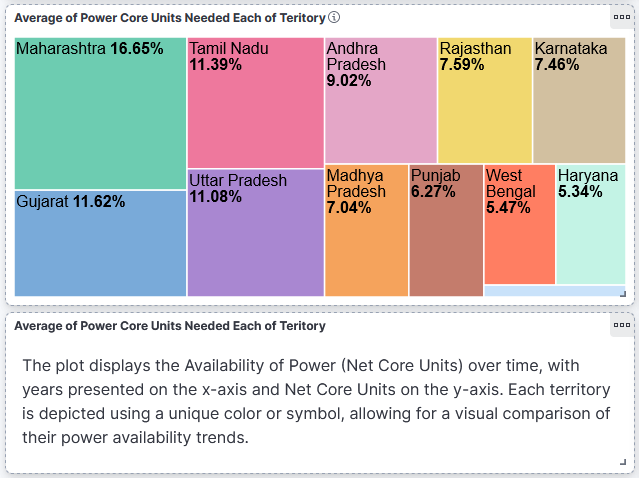 Average of Power Core Units Needed Each of Teritory
Maharashtra 16.65%
Tamil Nadu
11.39%
Andhra
Pradesh
9.02%
Rajasthan
7.59%
Karnataka
7.46%
Gujarat 11.62%
Uttar Pradesh
11.08%
Madhya
Pradesh
7.04%
Punjab
6.27%
West
Bengal
5.47%
Haryana
5.34%
Average of Power Core Units Needed Each of Teritory
The plot displays the Availability of Power (Net Core Units) over time, with
years presented on the x-axis and Net Core Units on the y-axis. Each territory
is depicted using a unique color or symbol, allowing for a visual comparison of
their power availability trends.